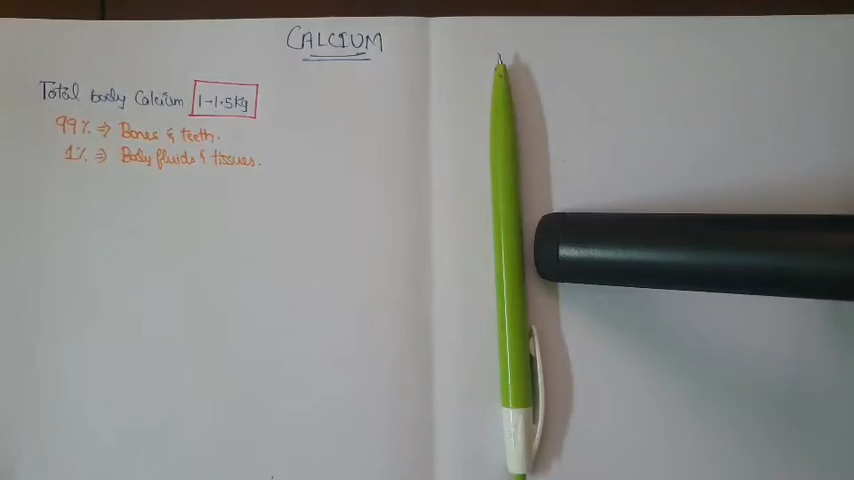 CALCIUM
Total body Calcium 1-1.5Kg
99% ⇒ Bones & teeth.
1% ⇒ Body fluids & tissues.